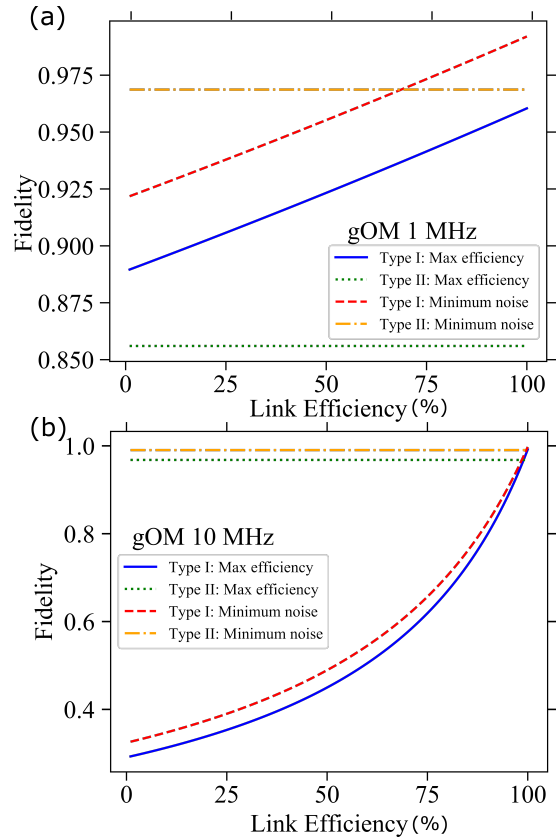 (a)
0.975
0.950
0.925
0.900
0.875
0.850
Fidelity
gOM 1 MHz
Type I: Max efficiency
Type II: Max efficiency
Type I: Minimum noise
Type II: Minimum noise
0 25 50 75 100
Link Efficiency(%)
(b)
1.0
0.8
0.6
0.4
Fidelity
gOM 10 MHz
Type I: Max efficiency
Type II: Max efficiency
Type I: Minimum noise
Type II: Minimum noise
0 25 50 75 100
Link Efficiency(%)